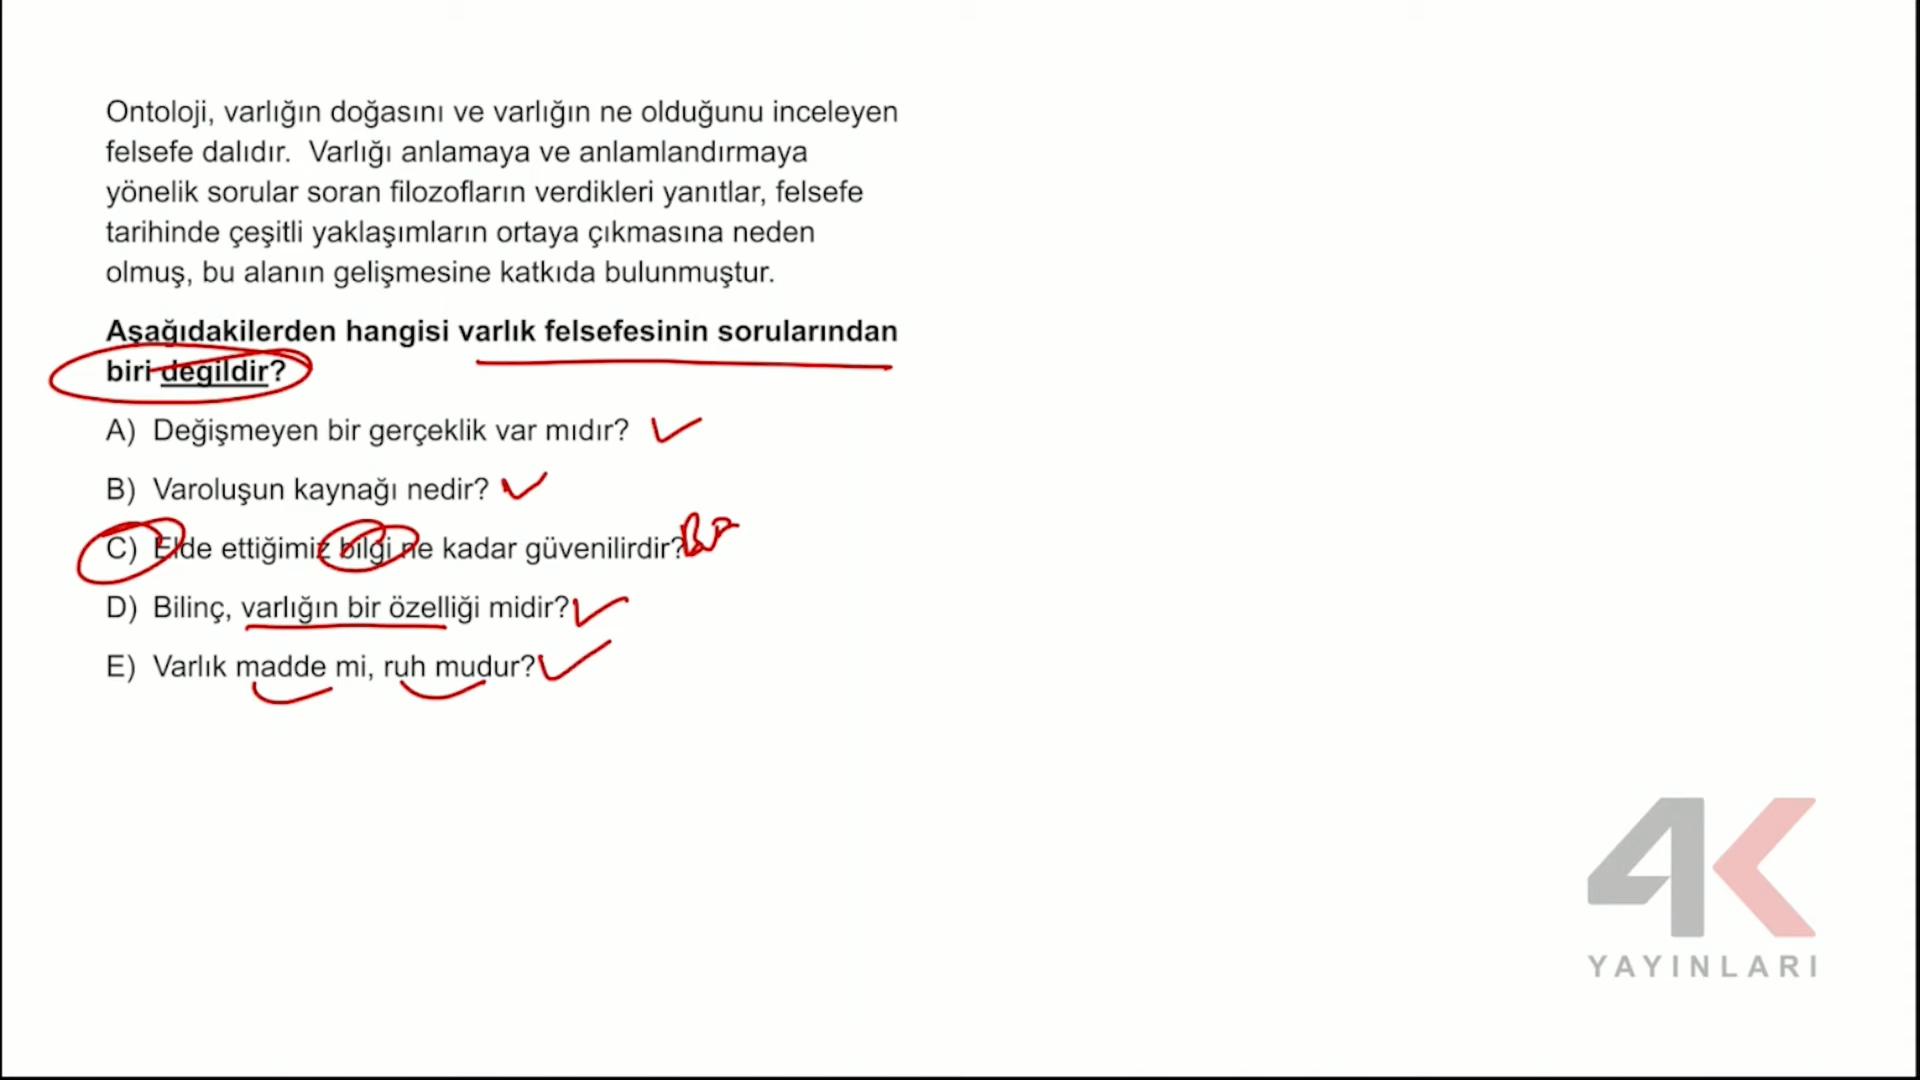 Ontoloji, varlığın doğasını ve varlığın ne olduğunu inceleyen
felsefe dalıdır. Varlığı anlamaya ve anlamlandırmaya
yönelik sorular soran filozofların verdikleri yanıtlar, felsefe
tarihinde çeşitli yaklaşımların ortaya çıkmasına neden
olmuş, bu alanın gelişmesine katkıda bulunmuştur.
Aşağıdakilerden hangisi varlık felsefesinin sorularından
biri değildir?
A) Değişmeyen bir gerçeklik var mıdır?
B) Varoluşun kaynağı nedir?
C) Elde ettiğimiz bilgi ne kadar güvenilirdir?
D) Bilinç, varlığın bir özelliği midir?
E) Varlık madde mi, ruh mudur?
4K
YAYINLARI